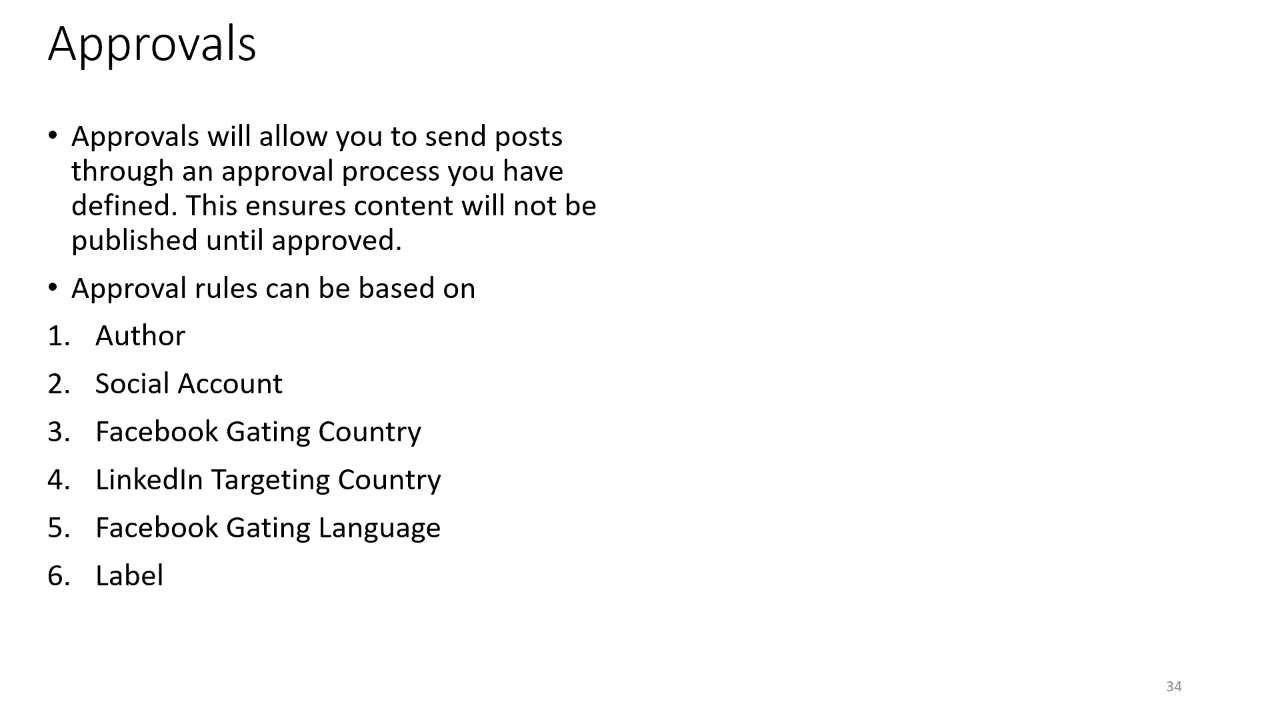 Approvals
• Approvals will allow you to send posts
through an approval process you have
defined. This ensures content will not be
published until approved.
• Approval rules can be based on
1. Author
2. Social Account
3. Facebook Gating Country
4. LinkedIn Targeting Country
5. Facebook Gating Language
6. Label
34